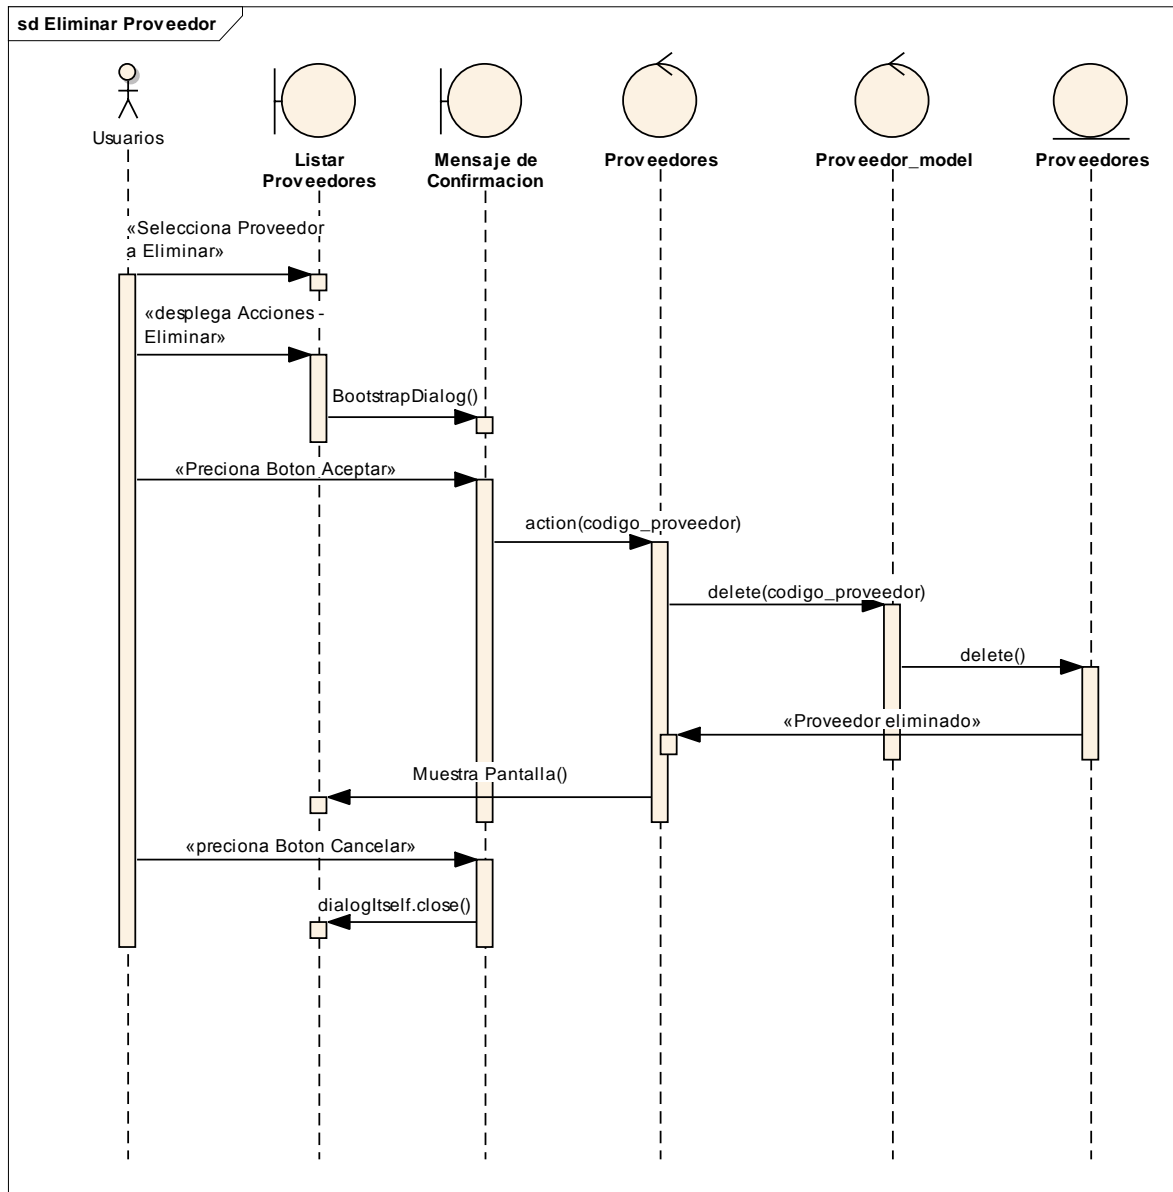 sd Eliminar Proveedor
Usuarios
Listar
Proveedores
Mensaje de
Confirmacion
Proveedores
Proveedor_model
Proveedores
«Selecciona Proveedor
a Eliminar»
«desplega Acciones -
Eliminar»
BootstrapDialog()
«Preciona Boton Aceptar»
action(codigo_proveedor)
delete(codigo_proveedor)
delete()
«Proveedor eliminado»
Muestra Pantalla()
«preciona Boton Cancelar»
dialogItself.close()